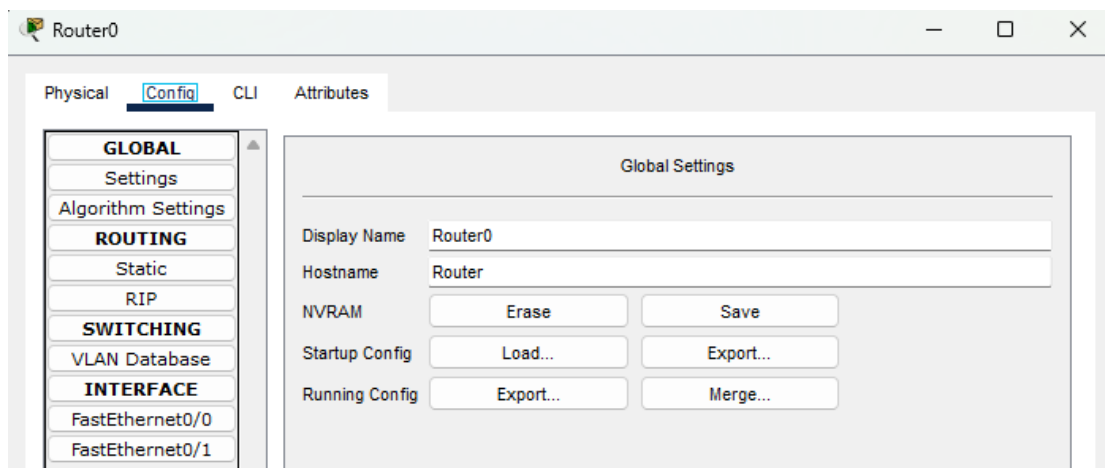 Router0
Physical Config CLI Attributes
GLOBAL
Settings
Algorithm Settings
ROUTING
Static
RIP
SWITCHING
VLAN Database
INTERFACE
FastEthernet0/0
FastEthernet0/1
Global Settings
Display Name Router0
Hostname Router
NVRAM Erase Save
Startup Config Load... Export...
Running Config Export... Merge...